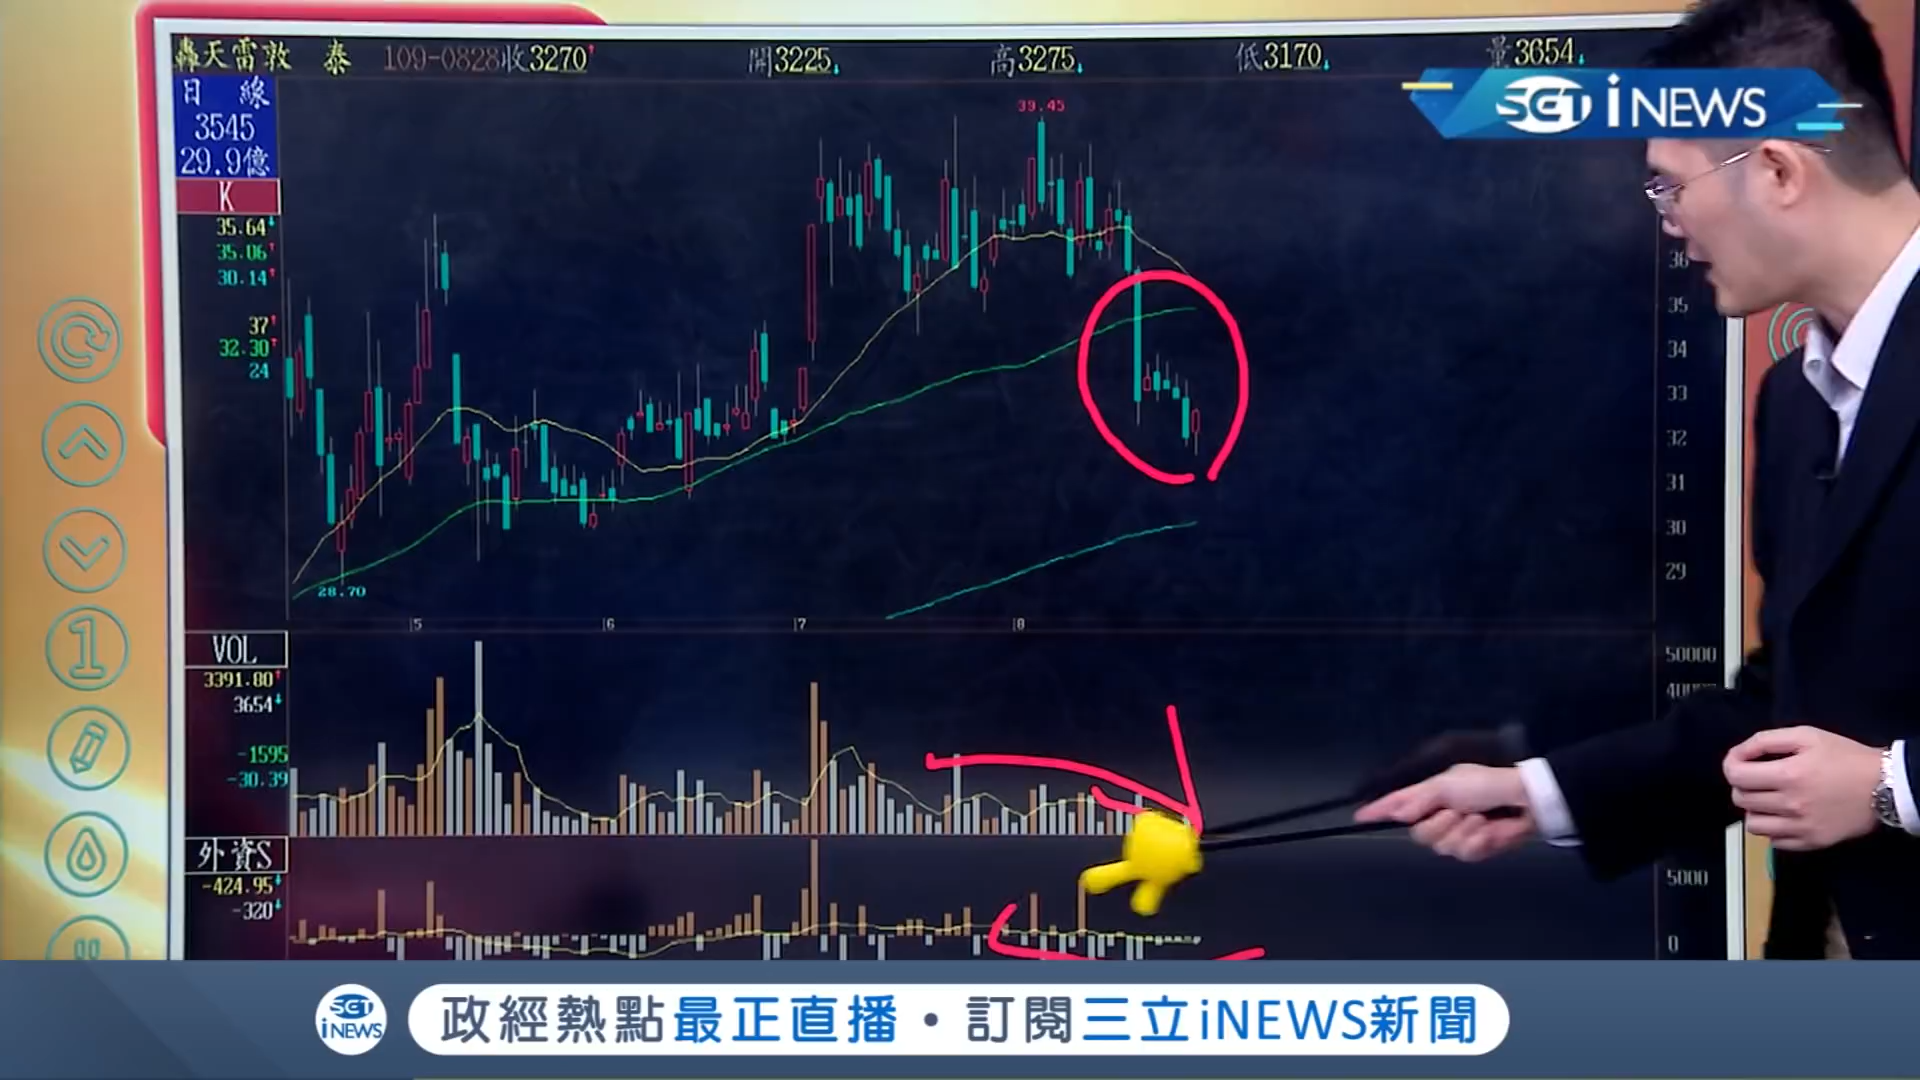 轟天雷敦 泰 109-0828收3270↑ 開3225↓ 高3275↓ 低3170↓ 量3654↓
SET iNEWS
日 線
3545
29.9億
K
35.64↓
35.06↑
30.14↑
37↑
32.30↑
24
39.45
28.70
36
35
34
33
32
31
30
29
5 6 7 8
VOL
3391.80↑
3654↓
-1595
-30.39
50000
外資S
-424.95↓
-320↓
5000
0
1
SET iNEWS
政經熱點最正直播·訂閱三立iNEWS新聞